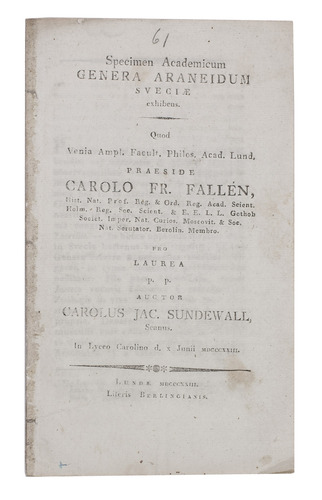 61
Specimen Academicum
GENERA ARANEIDUM
SVECIÆ
exhibens.
Quod
Venia Ampl. Facult. Philos. Acad. Lund.
PRAESIDE
CAROLO FR. FALLÉN,
Hist. Nat. Prof. Reg. & Ord. Reg. Acad. Scient.
Holm. Reg. Soc. Scient. & B. L. L. Gothob
Societ. Imper. Nat. Curios. Moscovit. & Soc.
Nat. Scrutator. Berolin. Membro.
PRO
LAUREA
P. P.
AUCTOR
CAROLUS JAC. SUNDEWALL,
Scanus.
In Lyceo Carolino d. x Junii MDCCCXXIII.
LUNDÆ MDCCCXXIII.
Literis BERLINGIANIS.